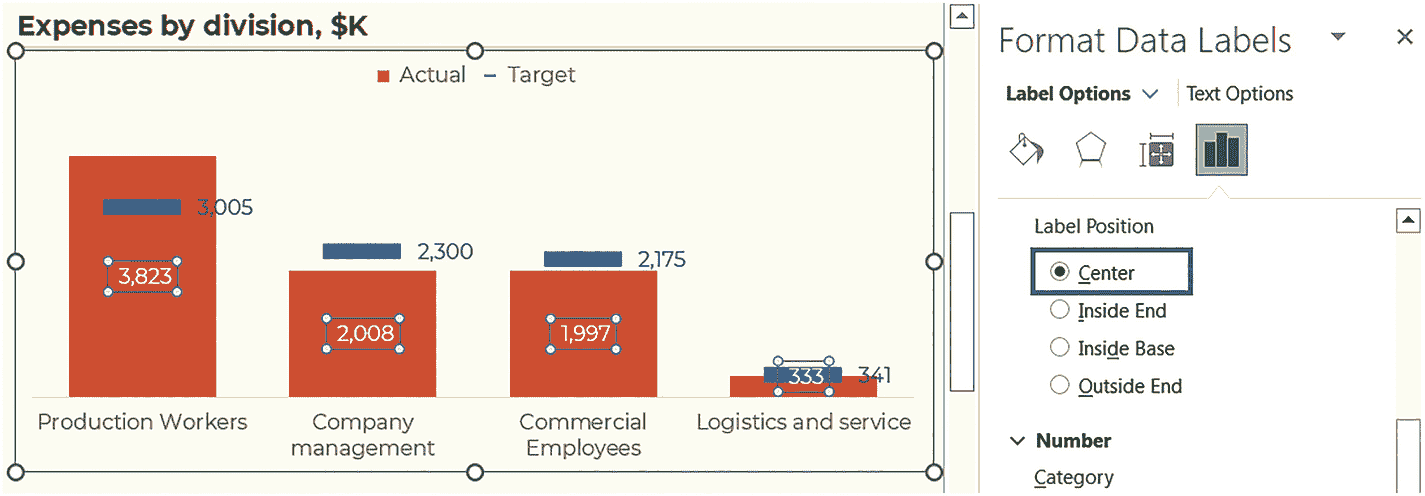 Expenses by division, $K
Actual Target
3,005
3,823
2,300
2,008
2,175
1,997
333 341
Production Workers
Company
management
Commercial
Employees
Logistics and service
Format Data Labels
Label Options Text Options
Label Position
Center
Inside End
Inside Base
Outside End
Number
Category